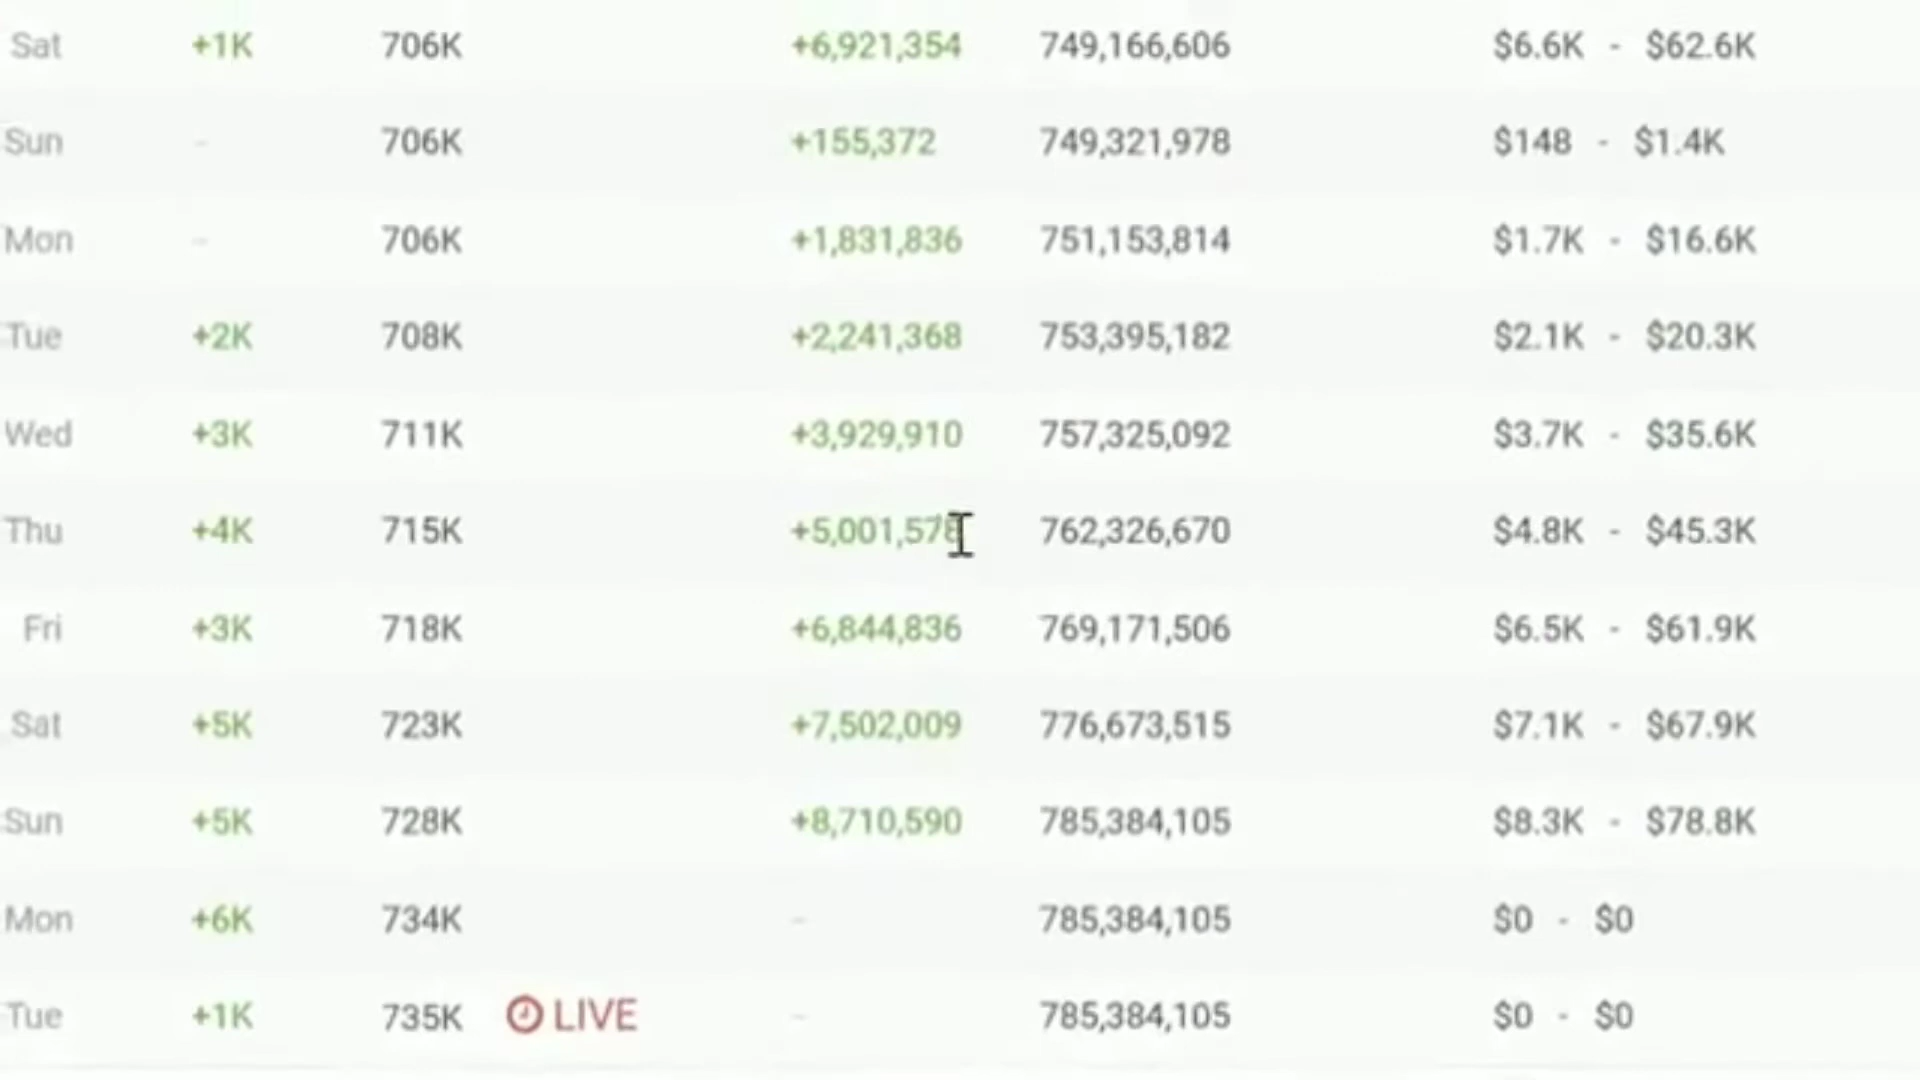 Sat +1K 706K +6,921,354 749,166,606 $6.6K - $62.6K
Sun - 706K +155,372 749,321,978 $148 - $1.4K
Mon - 706K +1,831,836 751,153,814 $1.7K - $16.6K
Tue +2K 708K +2,241,368 753,395,182 $2.1K - $20.3K
Wed +3K 711K +3,929,910 757,325,092 $3.7K - $35.6K
Thu +4K 715K +5,001,578 762,326,670 $4.8K - $45.3K
Fri +3K 718K +6,844,836 769,171,506 $6.5K - $61.9K
Sat +5K 723K +7,502,009 776,673,515 $7.1K - $67.9K
Sun +5K 728K +8,710,590 785,384,105 $8.3K - $78.8K
Mon +6K 734K - 785,384,105 $0 - $0
Tue +1K 735K LIVE - 785,384,105 $0 - $0